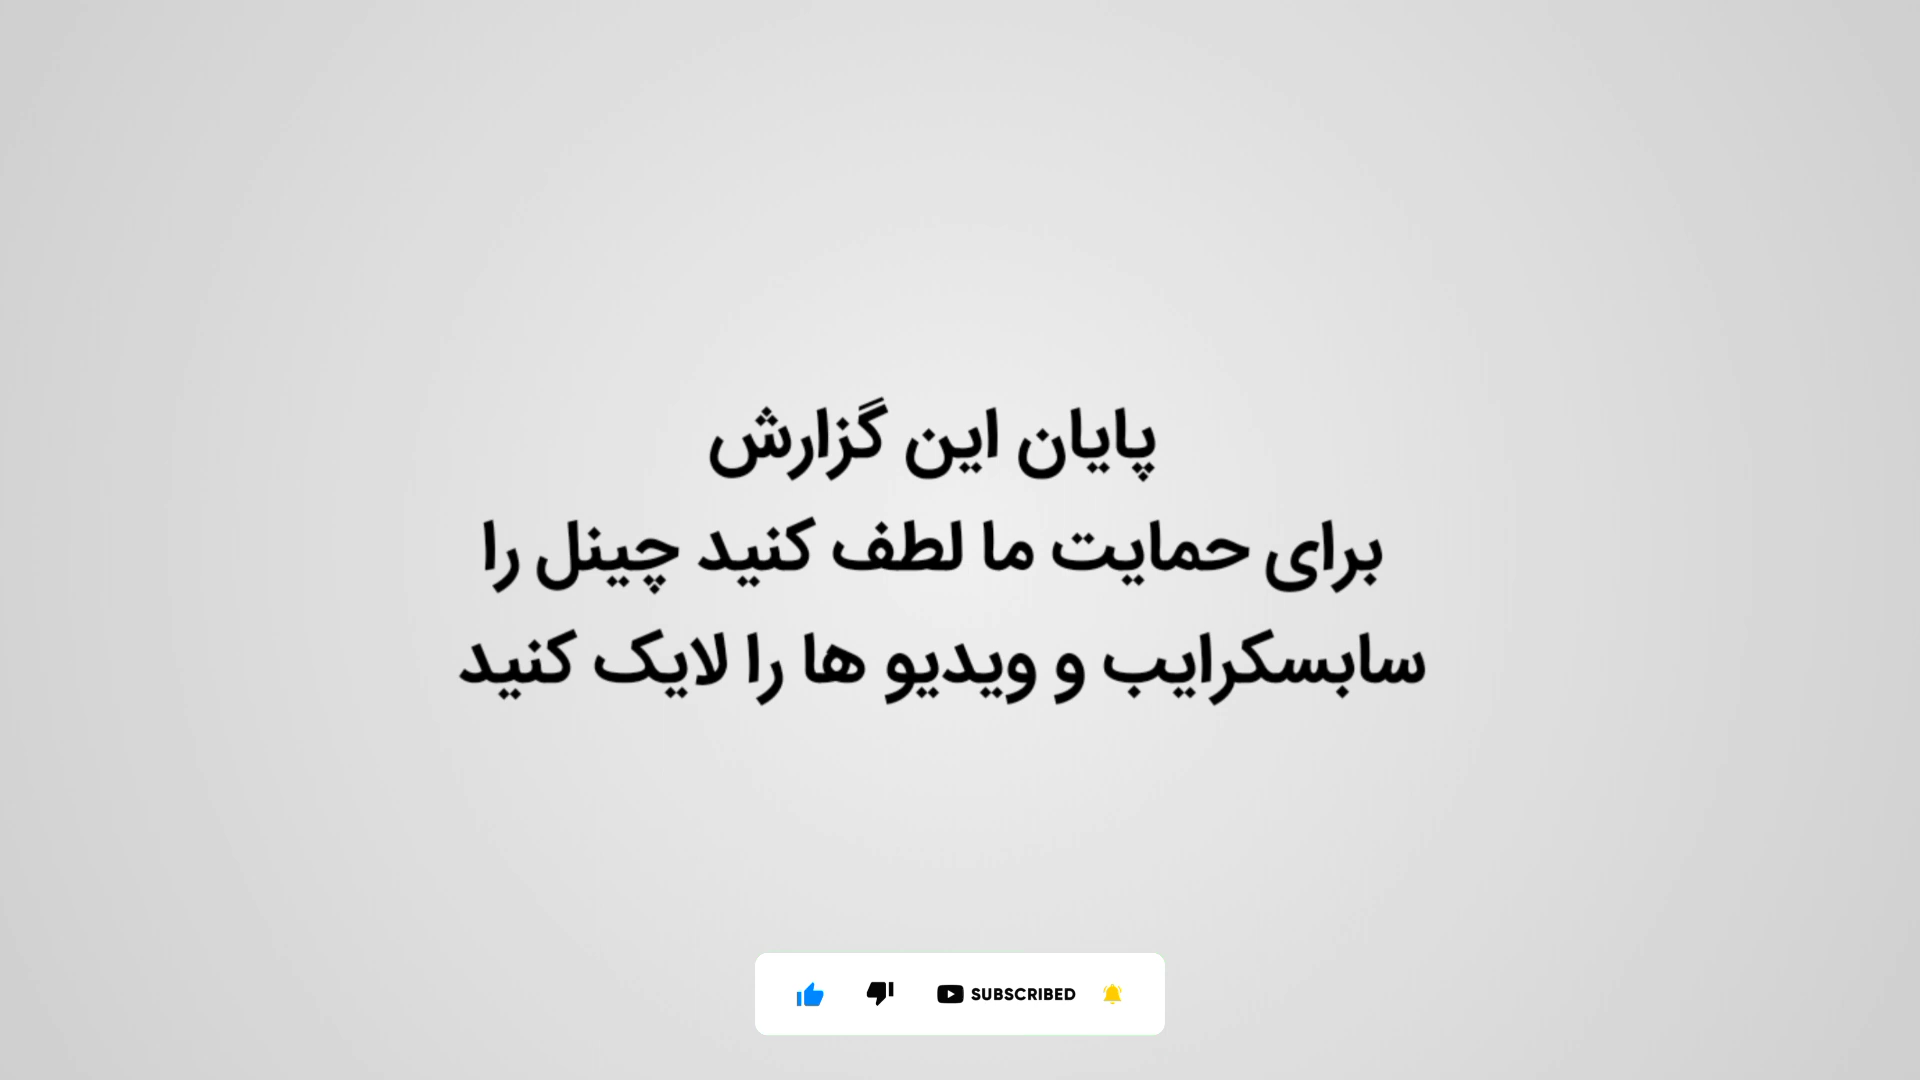 پایان این گزارش
برای حمایت ما لطف کنید چینل را
سابسکرایب و ویدیو ها را لایک کنید
SUBSCRIBED